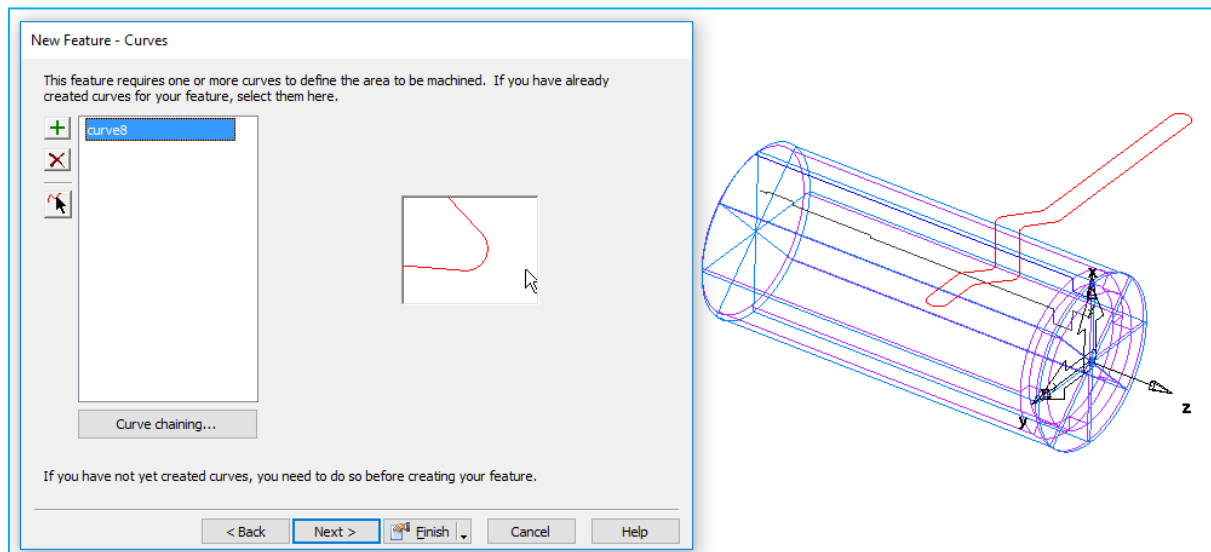 New Feature - Curves
This feature requires one or more curves to define the area to be machined. If you have already
created curves for your feature, select them here.
curve8
Curve chaining...
If you have not yet created curves, you need to do so before creating your feature.
< Back Next > Finish Cancel Help
x
y
z